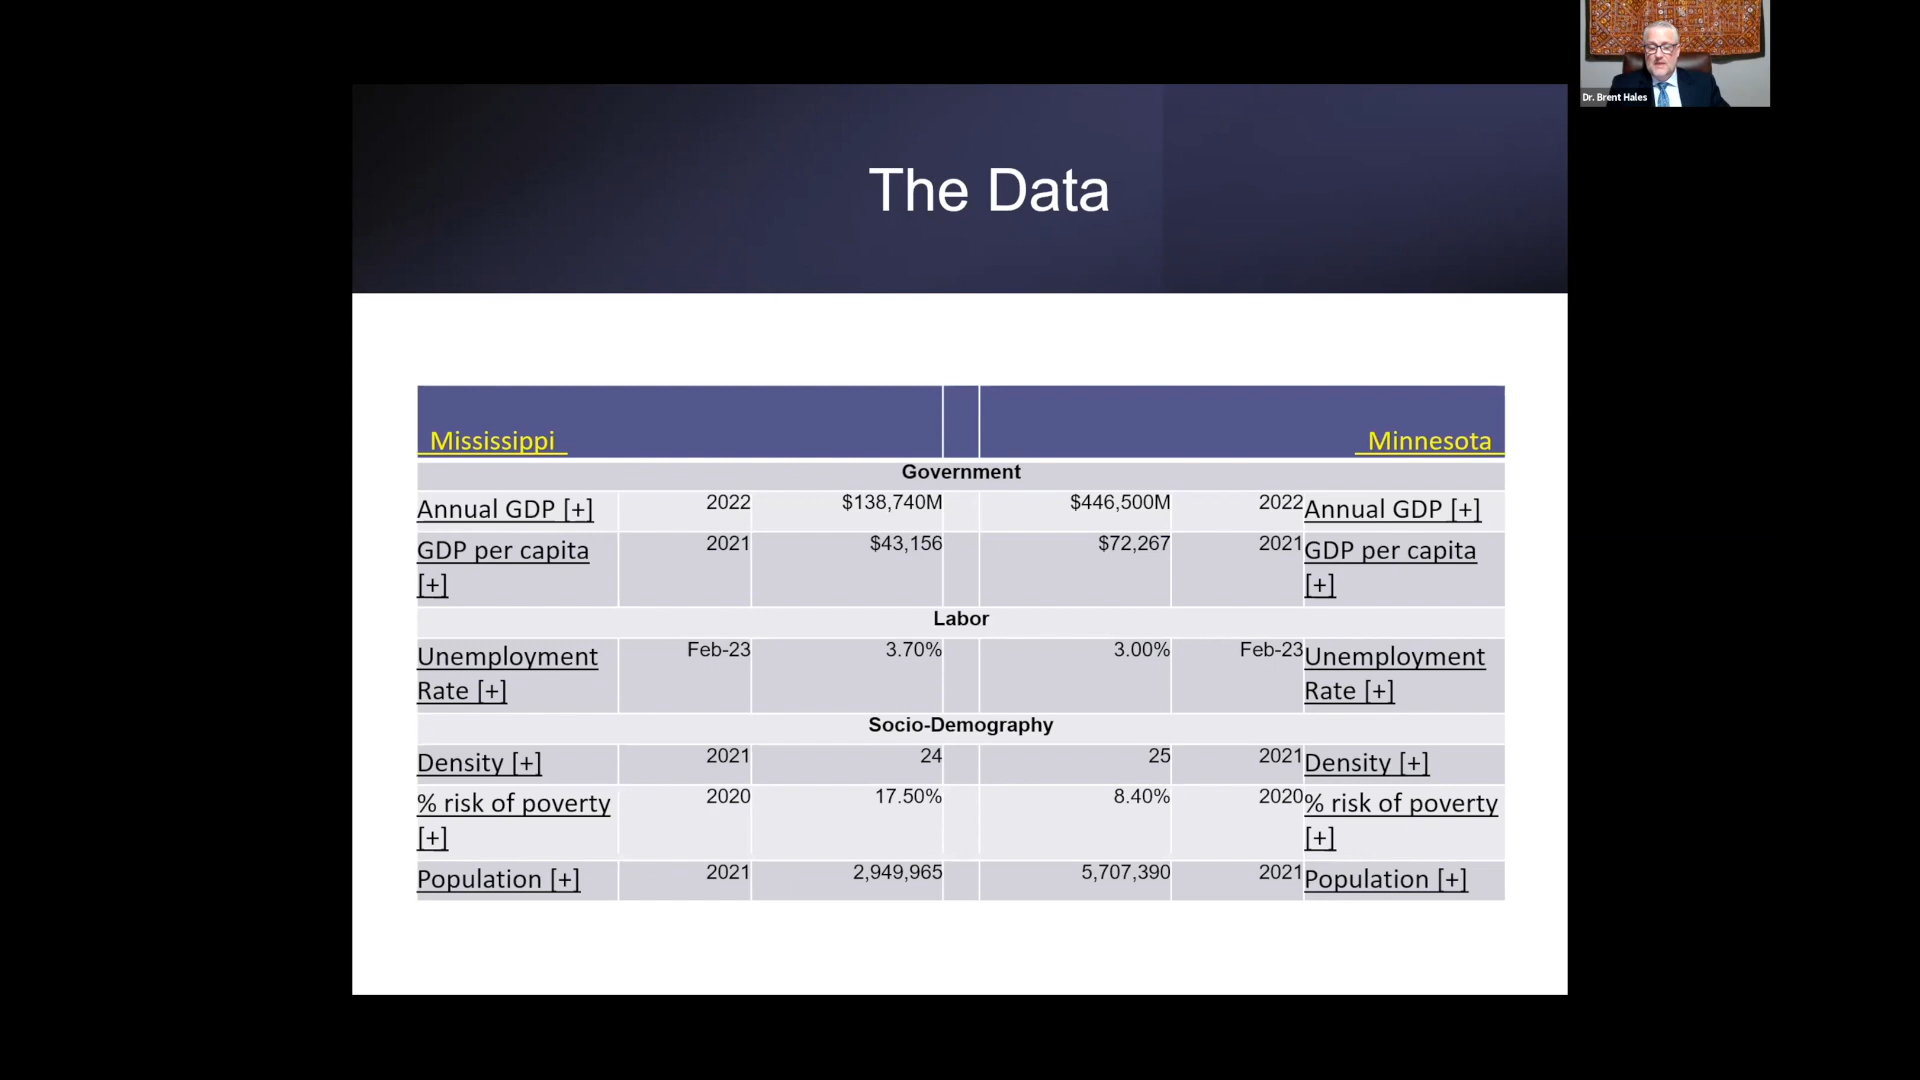 Dr. Brent Hales
The Data
Mississippi Minnesota
Government
Annual GDP [+] 2022 $138,740M $446,500M 2022 Annual GDP [+]
GDP per capita 2021 $43,156 $72,267 2021 GDP per capita
[+] [+]
Labor
Unemployment Feb-23 3.70% 3.00% Feb-23 Unemployment
Rate [+] Rate [+]
Socio-Demography
Density [+] 2021 24 25 2021 Density [+]
% risk of poverty 2020 17.50% 8.40% 2020 % risk of poverty
[+] [+]
Population [+] 2021 2,949,965 5,707,390 2021 Population [+]